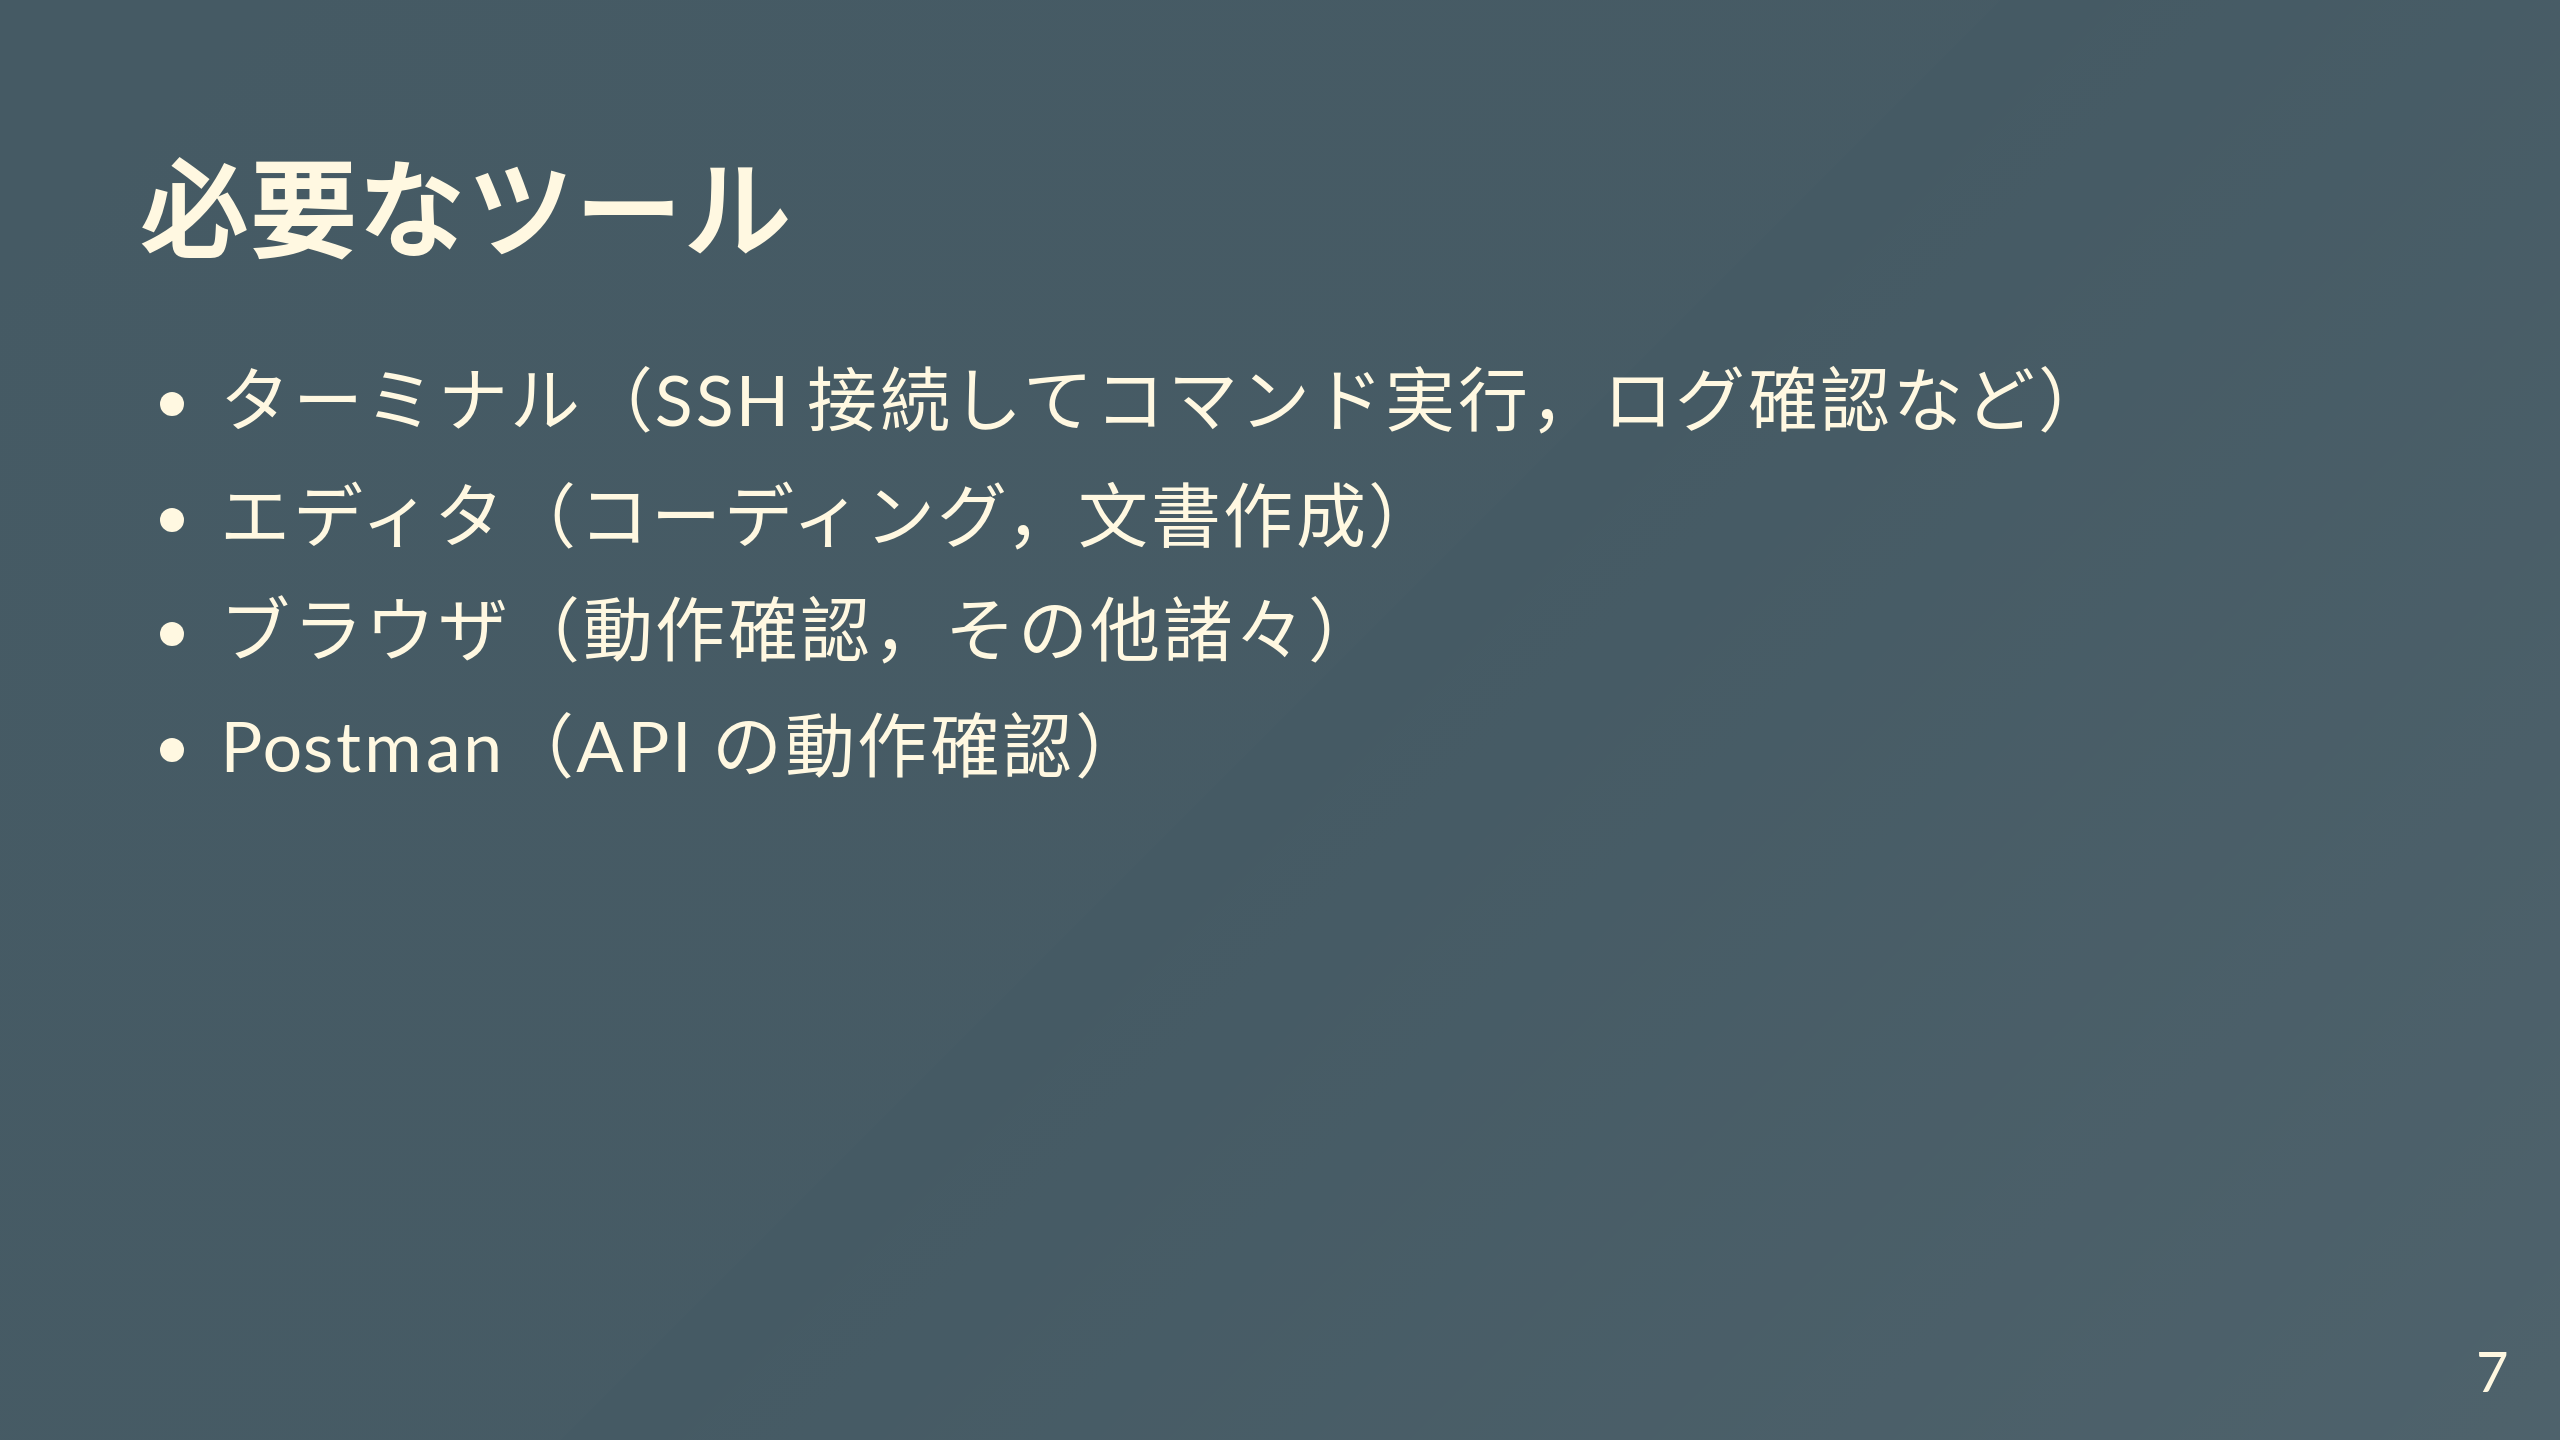 必要なツール
ターミナル（SSH 接続してコマンド実行，ログ確認など）
エディタ（コーディング，文書作成）
ブラウザ（動作確認，その他諸々）
Postman（API の動作確認）
7